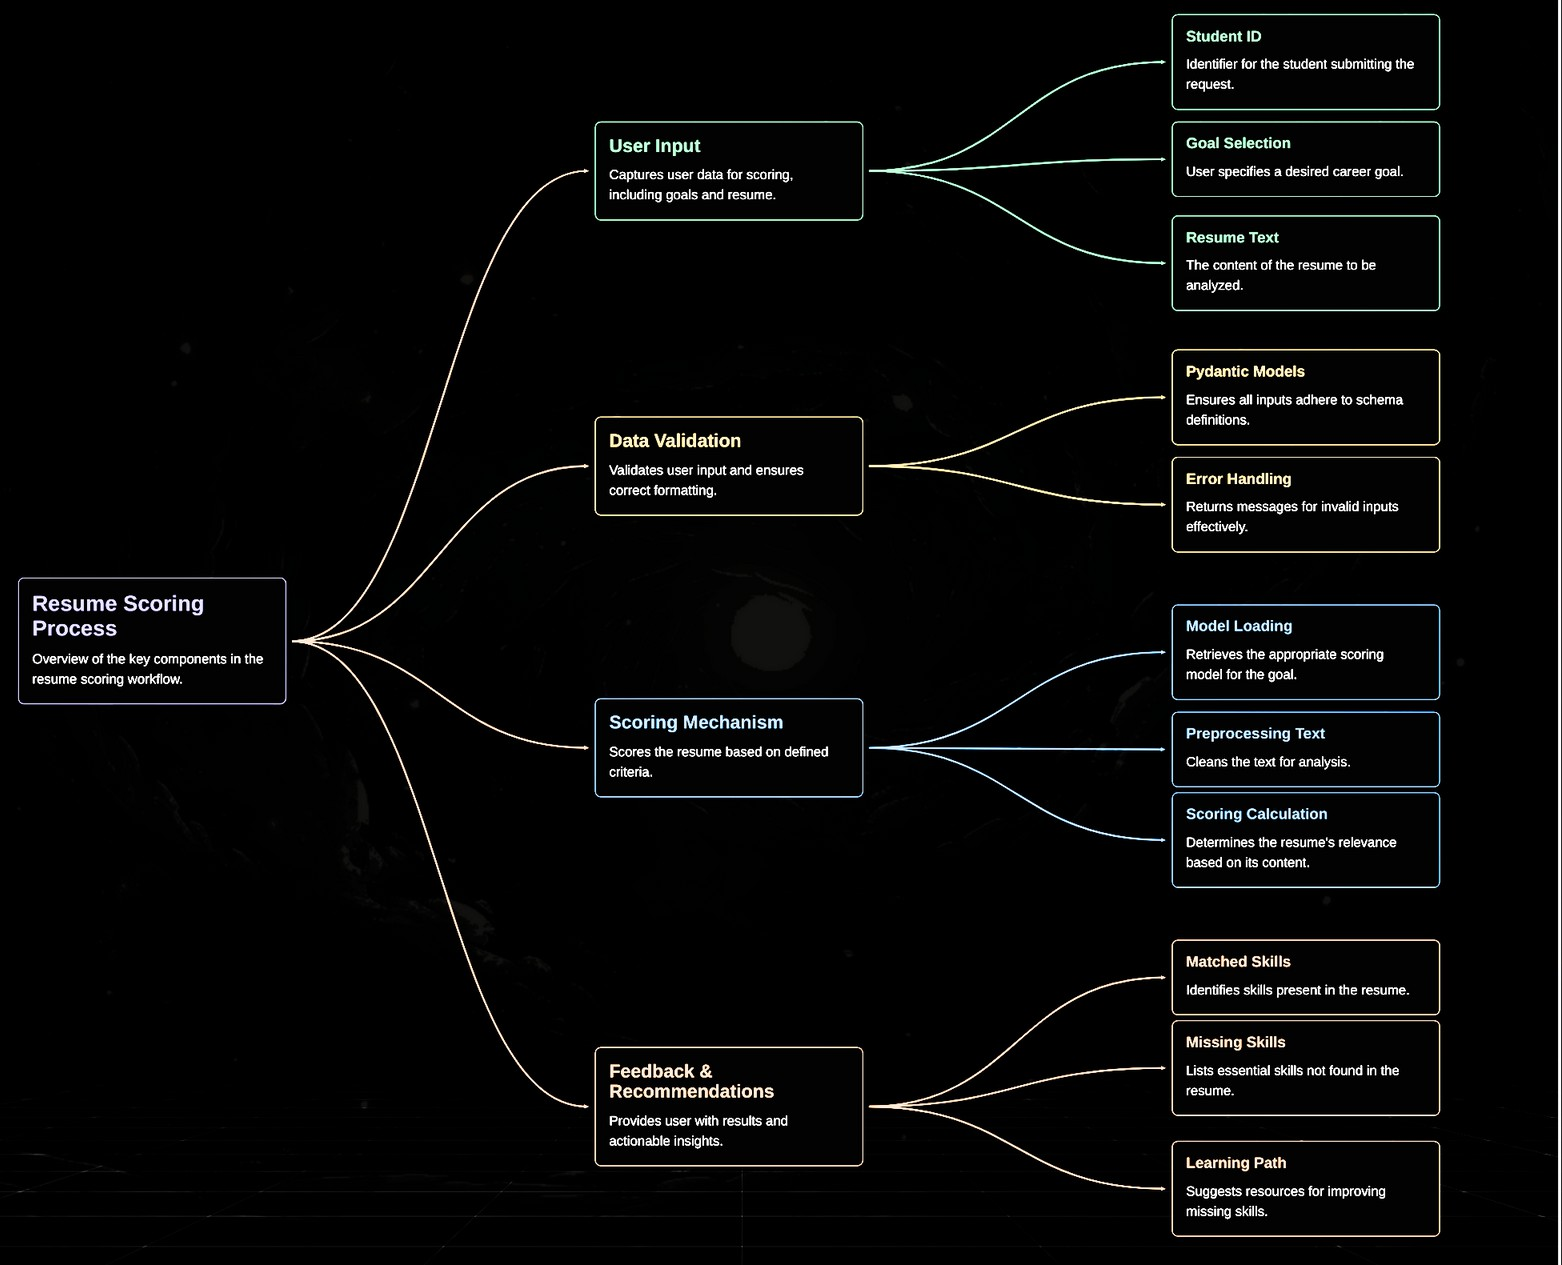 Resume Scoring
Process
Overview of the key components in the
resume scoring workflow.
User Input
Captures user data for scoring,
including goals and resume.
Student ID
Identifier for the student submitting the
request.
Goal Selection
User specifies a desired career goal.
Resume Text
The content of the resume to be
analyzed.
Data Validation
Validates user input and ensures
correct formatting.
Pydantic Models
Ensures all inputs adhere to schema
definitions.
Error Handling
Returns messages for invalid inputs
effectively.
Scoring Mechanism
Scores the resume based on defined
criteria.
Model Loading
Retrieves the appropriate scoring
model for the goal.
Preprocessing Text
Cleans the text for analysis.
Scoring Calculation
Determines the resume's relevance
based on its content.
Feedback &
Recommendations
Provides user with results and
actionable insights.
Matched Skills
Identifies skills present in the resume.
Missing Skills
Lists essential skills not found in the
resume.
Learning Path
Suggests resources for improving
missing skills.